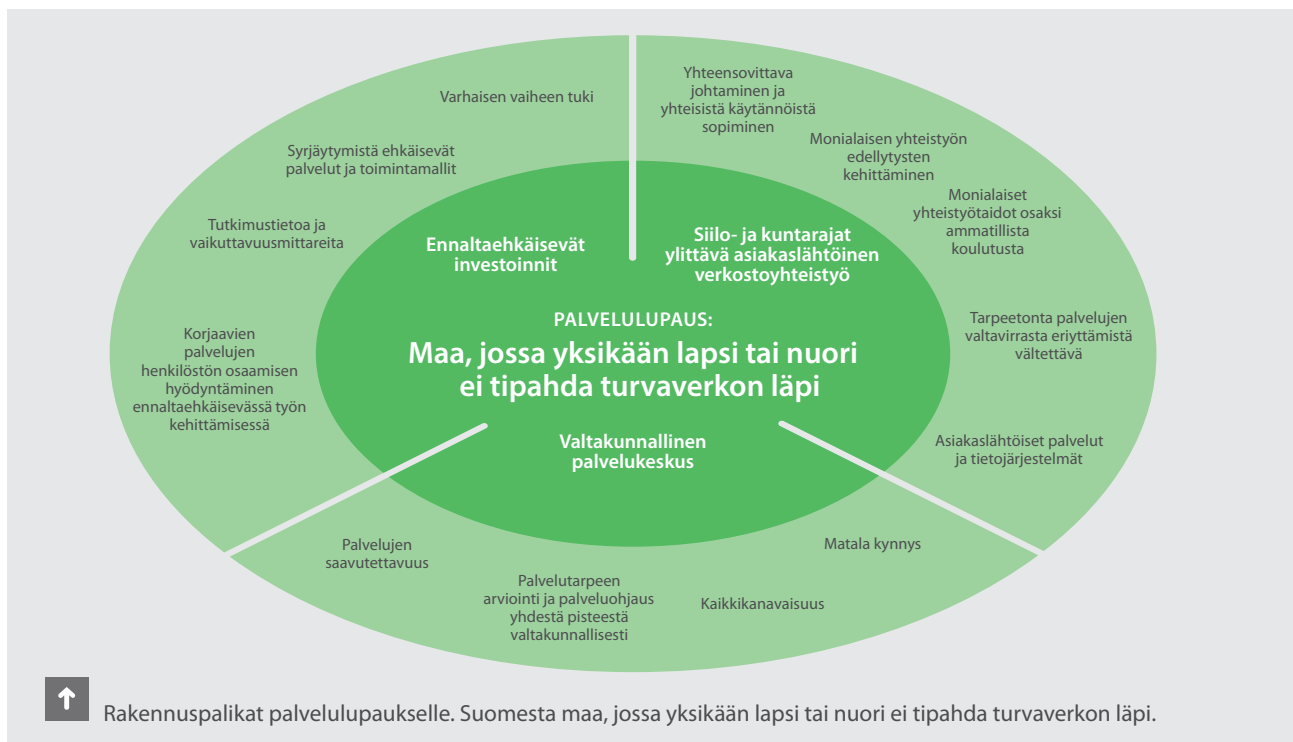 Varhaisen vaiheen tuki
Syrjäytymistä ehkäisevät
palvelut ja toimintamallit
Tutkimustietoa ja
vaikuttavuusmittareita
Korjaavien
palvelujen
henkilöstön osaamisen
hyödyntäminen
ennaltaehkäisevässä työn
kehittämisessä
Yhteensovittava
johtaminen ja
yhteisistä käytännöistä
sopiminen
Monialaisen yhteistyön
edellytysten
kehittäminen
Monialaiset
yhteistyötaidot osaksi
ammatillista
koulutusta
Tarpeetonta palvelujen
valtavirrasta eriyttämistä
vältettävä
Asiakaslähtöiset palvelut
ja tietojärjestelmät
Ennaltaehkäisevät
investoinnit
Siilo- ja kuntarajat
ylittävä asiakaslähtöinen
verkostoyhteistyö
PALVELULUPAUS:
Maa, jossa yksikään lapsi tai nuori
ei tipahda turvaverkon läpi
Valtakunnallinen
palvelukeskus
Palvelujen
saavutettavuus
Palvelutarpeen
arviointi ja palveluohjaus
yhdestä pisteestä
valtakunnallisesti
Kaikkikanavaisuus
Matala kynnys
Rakennuspalikat palvelulupaukselle. Suomesta maa, jossa yksikään lapsi tai nuori ei tipahda turvaverkon läpi.